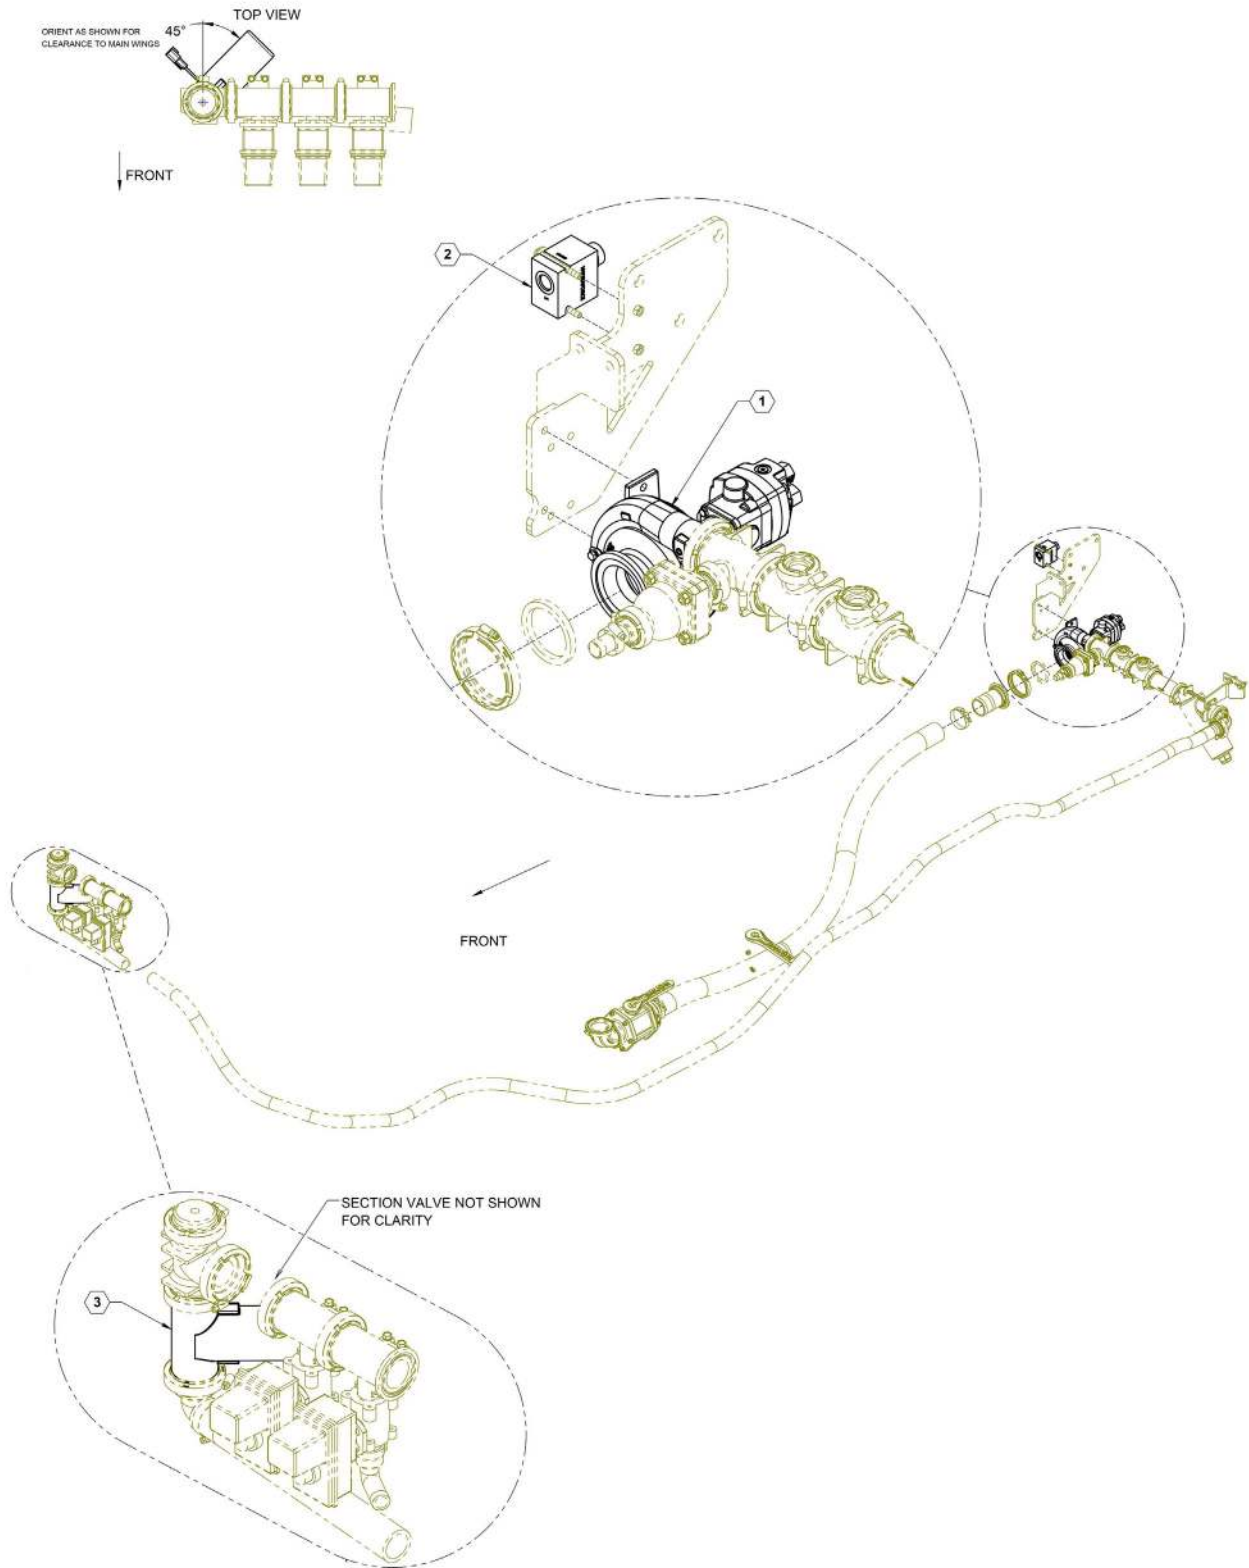 TOP VIEW
ORIENT AS SHOWN FOR
CLEARANCE TO MAIN WINGS
45°
FRONT
2
1
FRONT
SECTION VALVE NOT SHOWN
FOR CLARITY
3